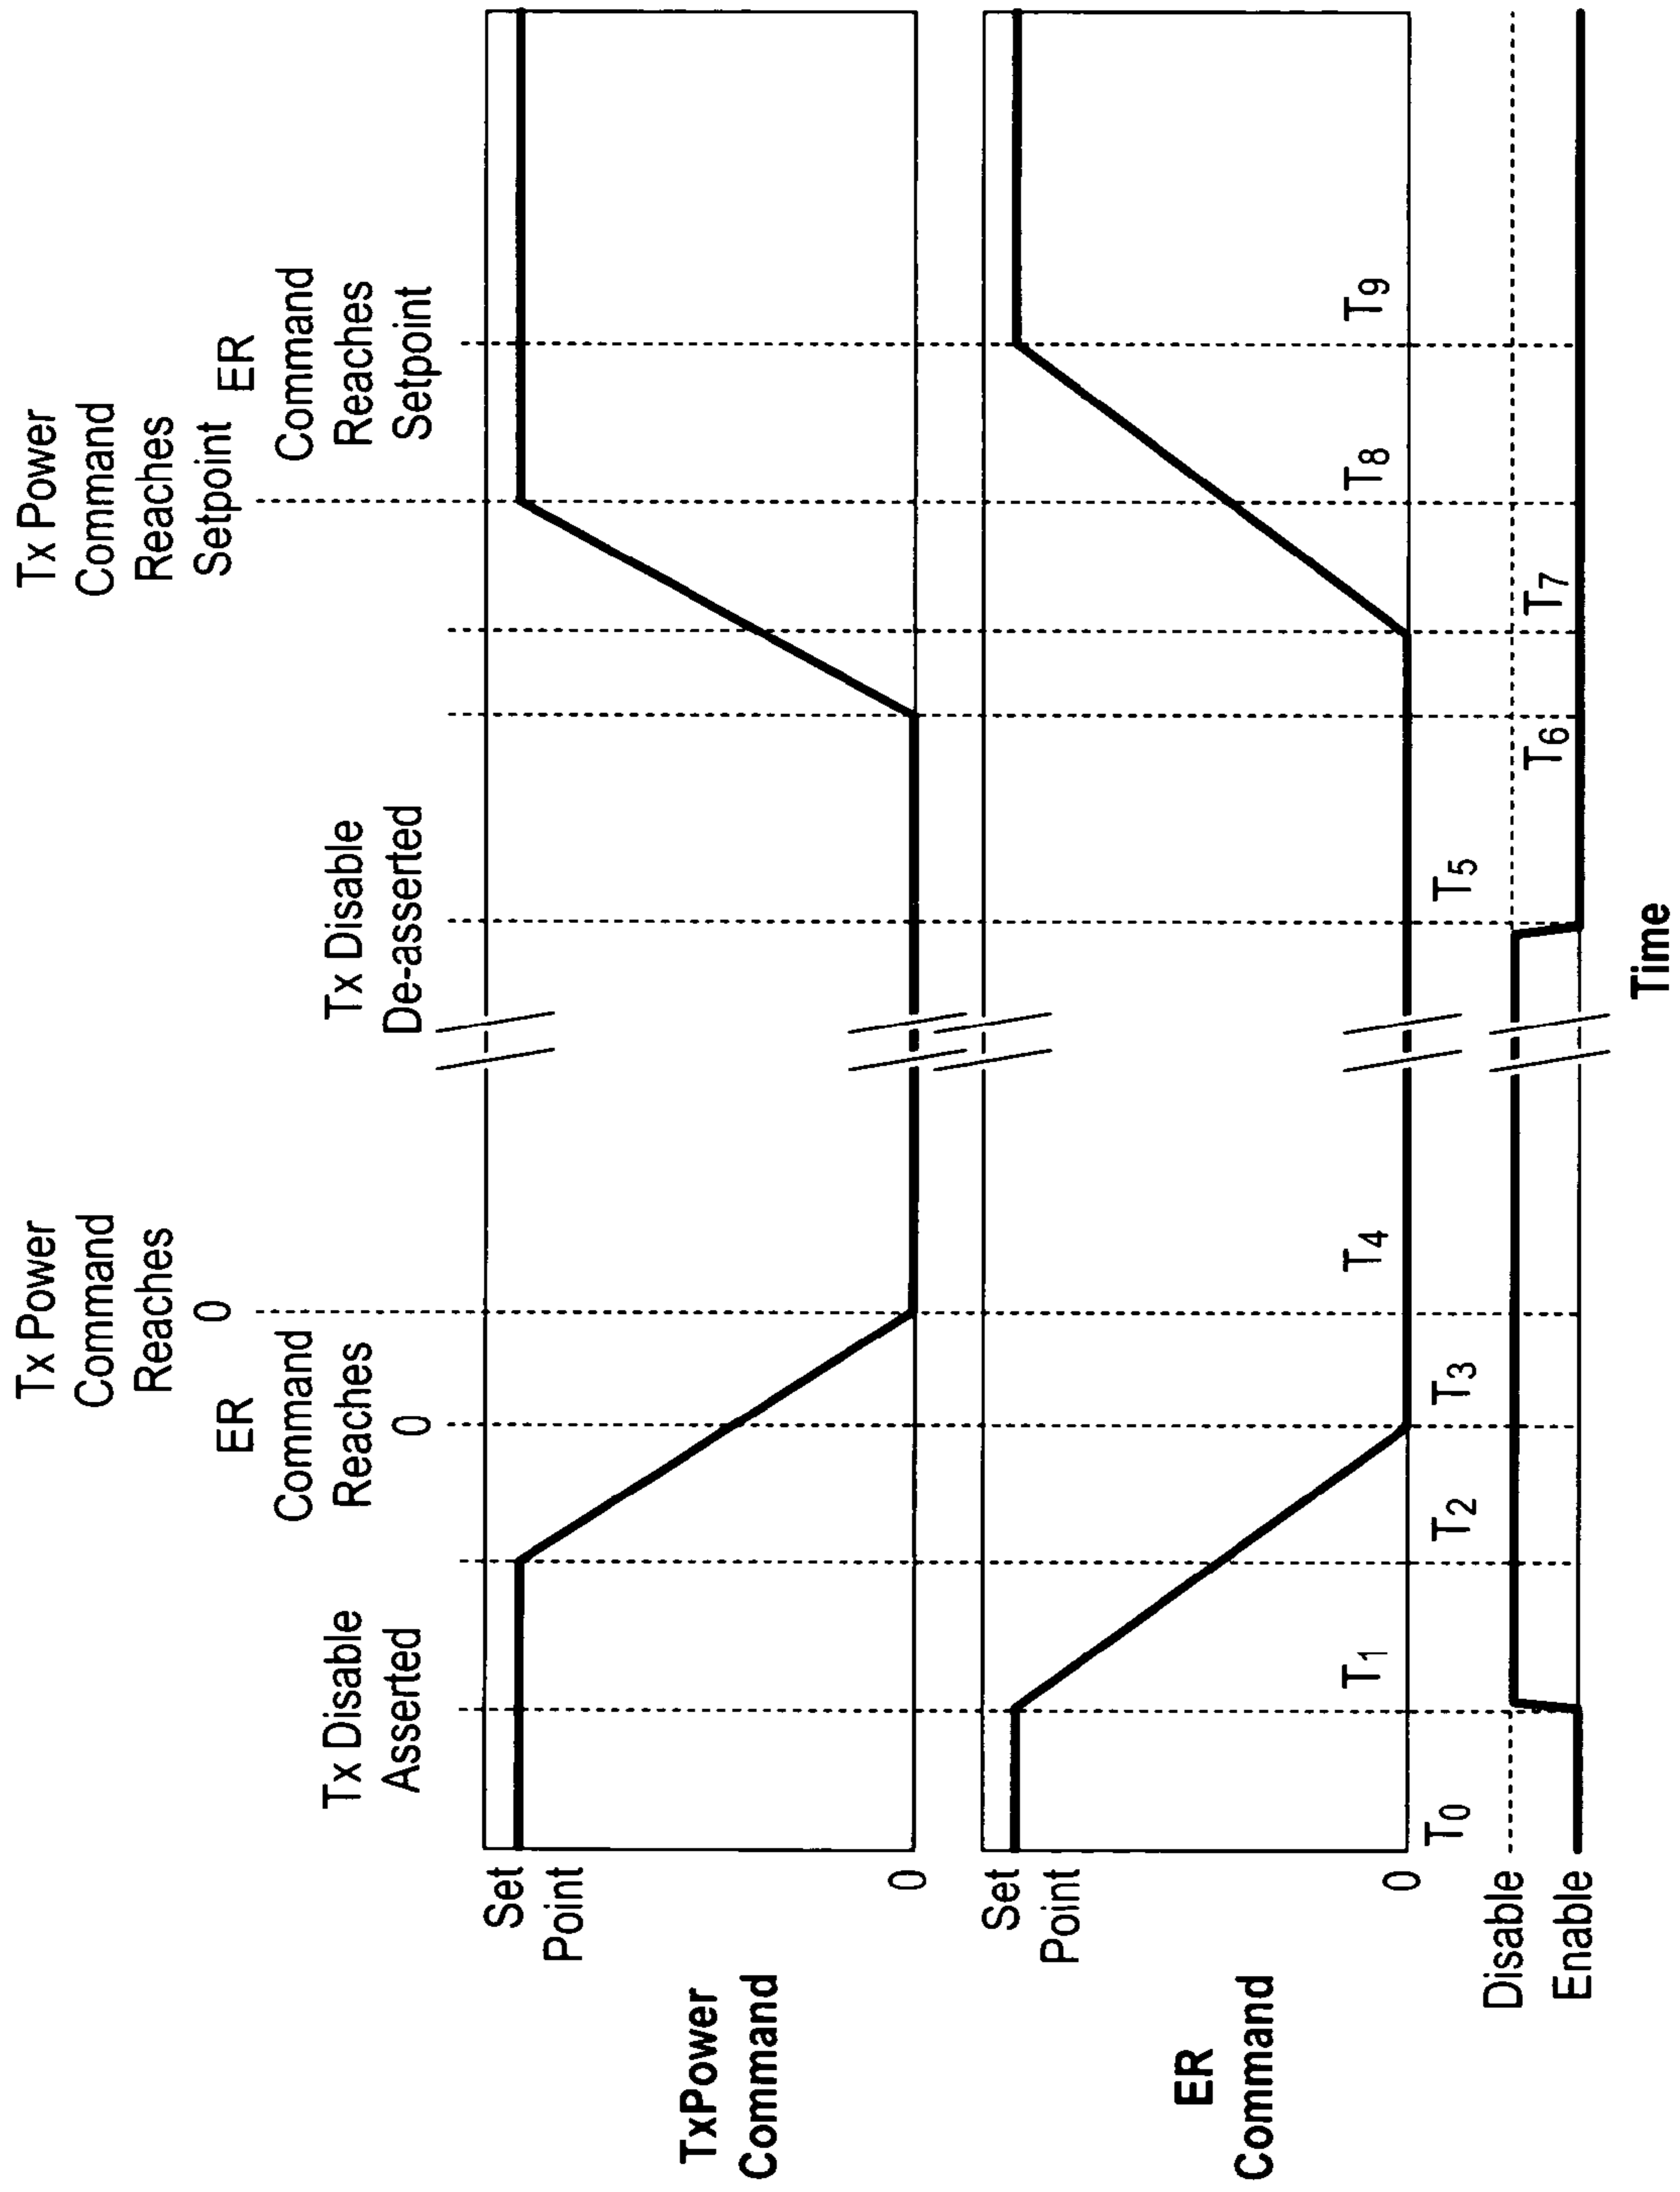 Tx Disable
Asserted
ER
Command
Reaches
0
Tx Power
Command
Reaches
0
Tx Disable
De-asserted
Tx Power
Command
Reaches
Setpoint
ER
Command
Reaches
Setpoint
TxPower
Command
Set
Point
0
ER
Command
Set
Point
0
T1
T4
T8
T9
T0
T2
T3
T5
Disable
Enable
T6
T7
Time